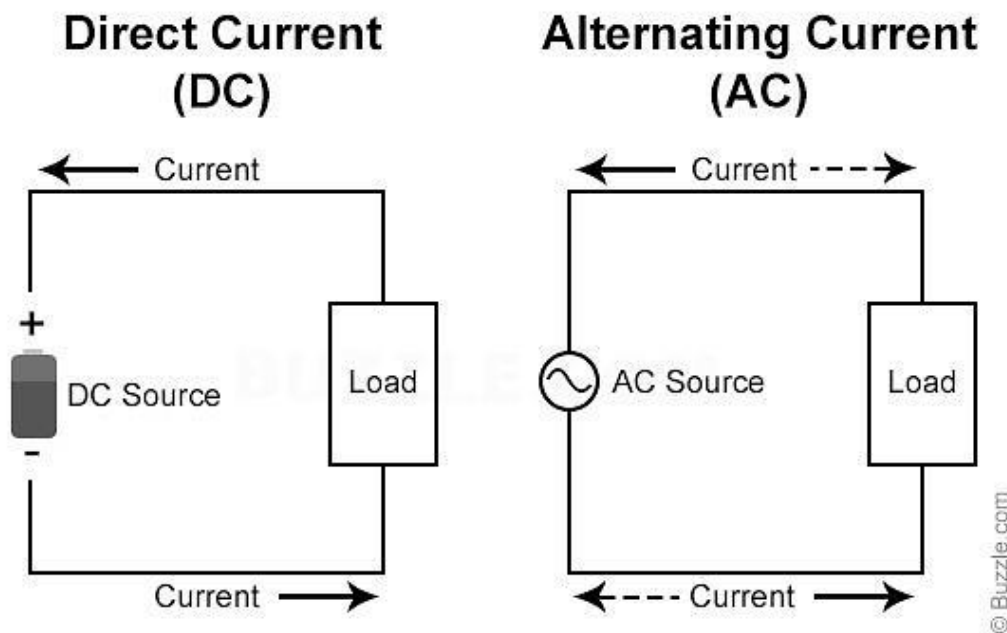 Direct Current
(DC)
Current
+
DC Source
-
Load
Current
Alternating Current
(AC)
Current
AC Source
Load
Current
© Buzzle.com